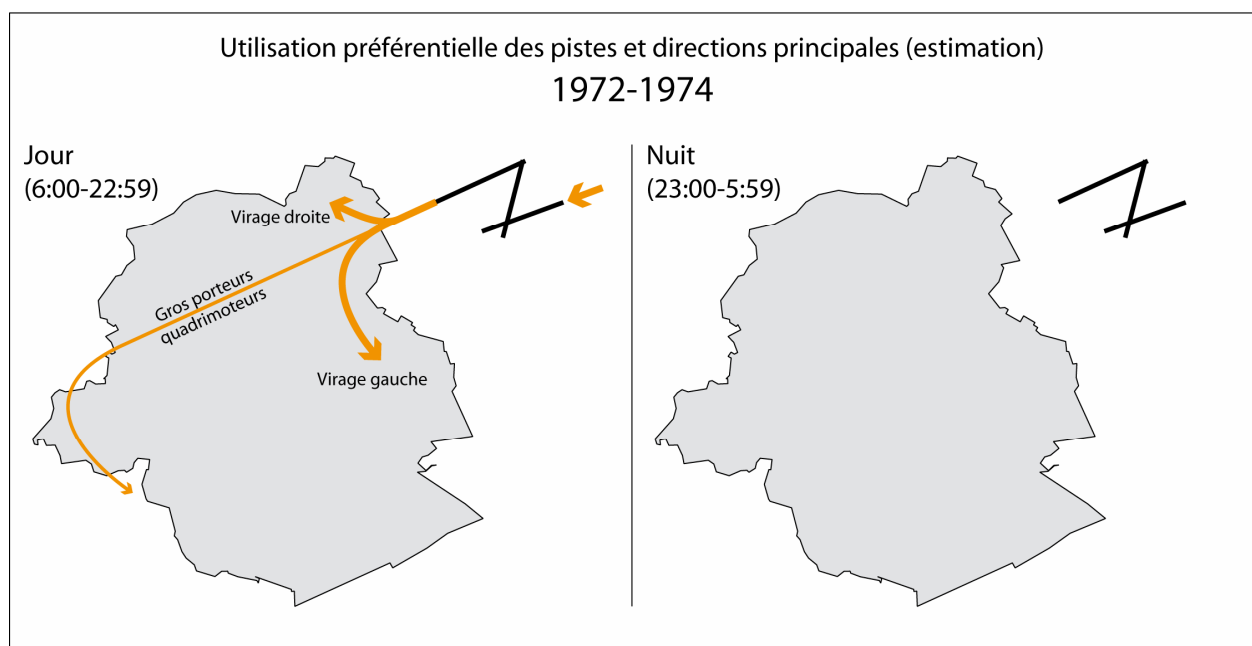 Utilisation préférentielle des pistes et directions principales (estimation)
1972-1974
Jour
(6:00-22:59)
Virage droite
Gros porteurs
quadrimoteurs
Virage gauche
Nuit
(23:00-5:59)